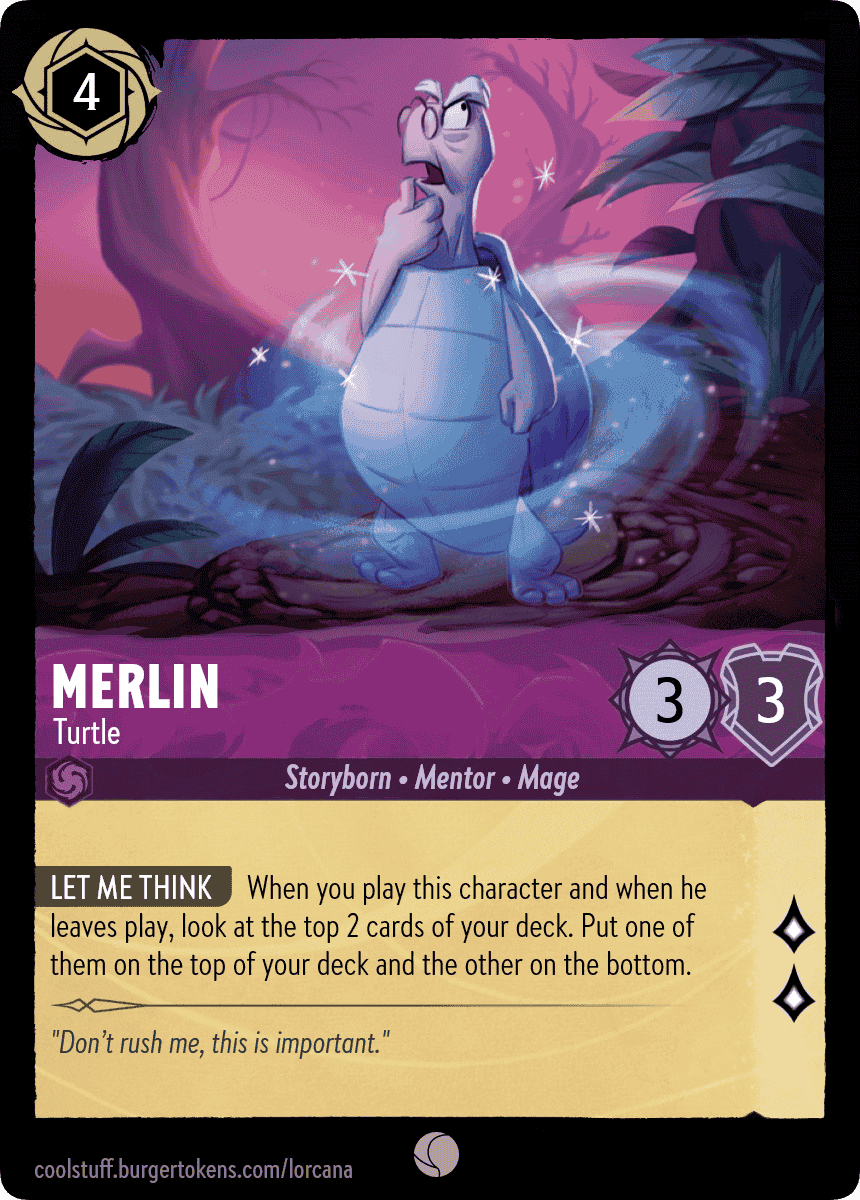 4
MERLIN
Turtle
3
3
Storyborn • Mentor • Mage
LET ME THINK When you play this character and when he
leaves play, look at the top 2 cards of your deck. Put one of
them on the top of your deck and the other on the bottom.
"Don’t rush me, this is important."
coolstuff.burgertokens.com/lorcana